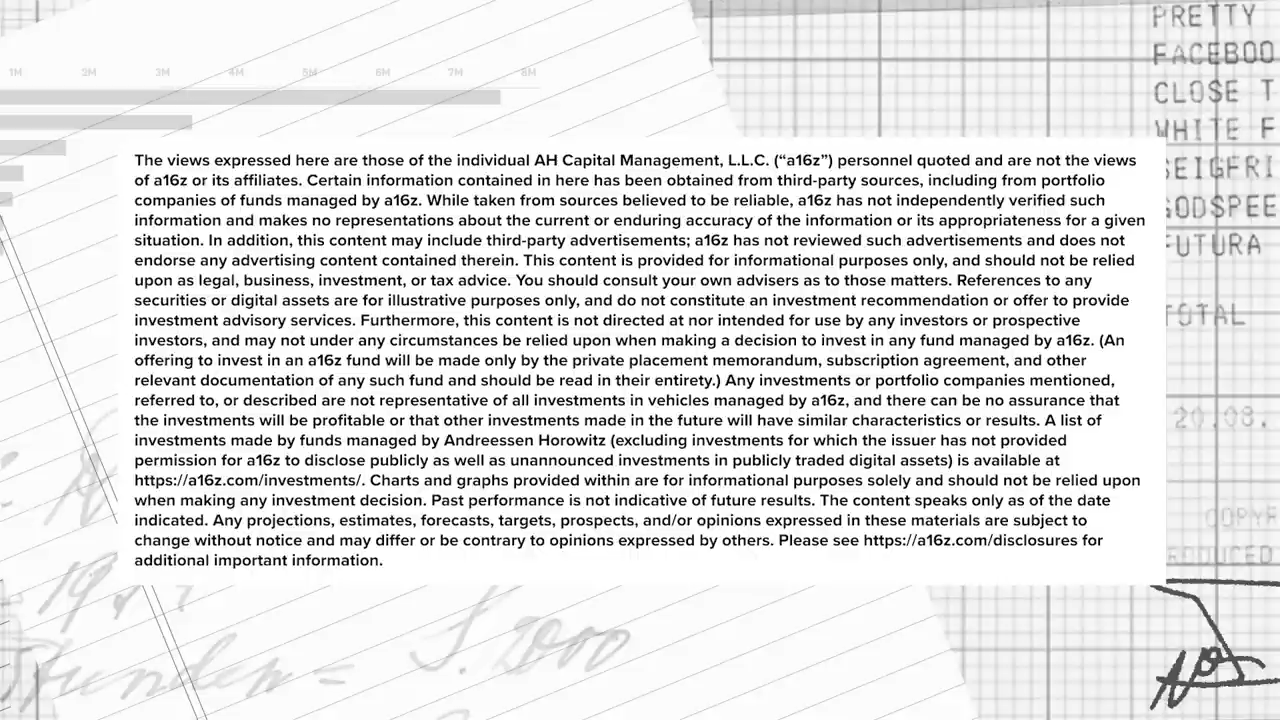 1M 2M 3M 4M 5M 6M 7M 8M
PRETTY
FACEBOO
CLOSE T
WHITE F
SEIGFRI
GODSPEE
FUTURA
TOTAL
20.08.
COPYR
RODUCED
The views expressed here are those of the individual AH Capital Management, L.L.C. (“a16z”) personnel quoted and are not the views
of a16z or its affiliates. Certain information contained in here has been obtained from third-party sources, including from portfolio
companies of funds managed by a16z. While taken from sources believed to be reliable, a16z has not independently verified such
information and makes no representations about the current or enduring accuracy of the information or its appropriateness for a given
situation. In addition, this content may include third-party advertisements; a16z has not reviewed such advertisements and does not
endorse any advertising content contained therein. This content is provided for informational purposes only, and should not be relied
upon as legal, business, investment, or tax advice. You should consult your own advisers as to those matters. References to any
securities or digital assets are for illustrative purposes only, and do not constitute an investment recommendation or offer to provide
investment advisory services. Furthermore, this content is not directed at nor intended for use by any investors or prospective
investors, and may not under any circumstances be relied upon when making a decision to invest in any fund managed by a16z. (An
offering to invest in an a16z fund will be made only by the private placement memorandum, subscription agreement, and other
relevant documentation of any such fund and should be read in their entirety.) Any investments or portfolio companies mentioned,
referred to, or described are not representative of all investments in vehicles managed by a16z, and there can be no assurance that
the investments will be profitable or that other investments made in the future will have similar characteristics or results. A list of
investments made by funds managed by Andreessen Horowitz (excluding investments for which the issuer has not provided
permission for a16z to disclose publicly as well as unannounced investments in publicly traded digital assets) is available at
https://a16z.com/investments/. Charts and graphs provided within are for informational purposes solely and should not be relied upon
when making any investment decision. Past performance is not indicative of future results. The content speaks only as of the date
indicated. Any projections, estimates, forecasts, targets, prospects, and/or opinions expressed in these materials are subject to
change without notice and may differ or be contrary to opinions expressed by others. Please see https://a16z.com/disclosures for
additional important information.